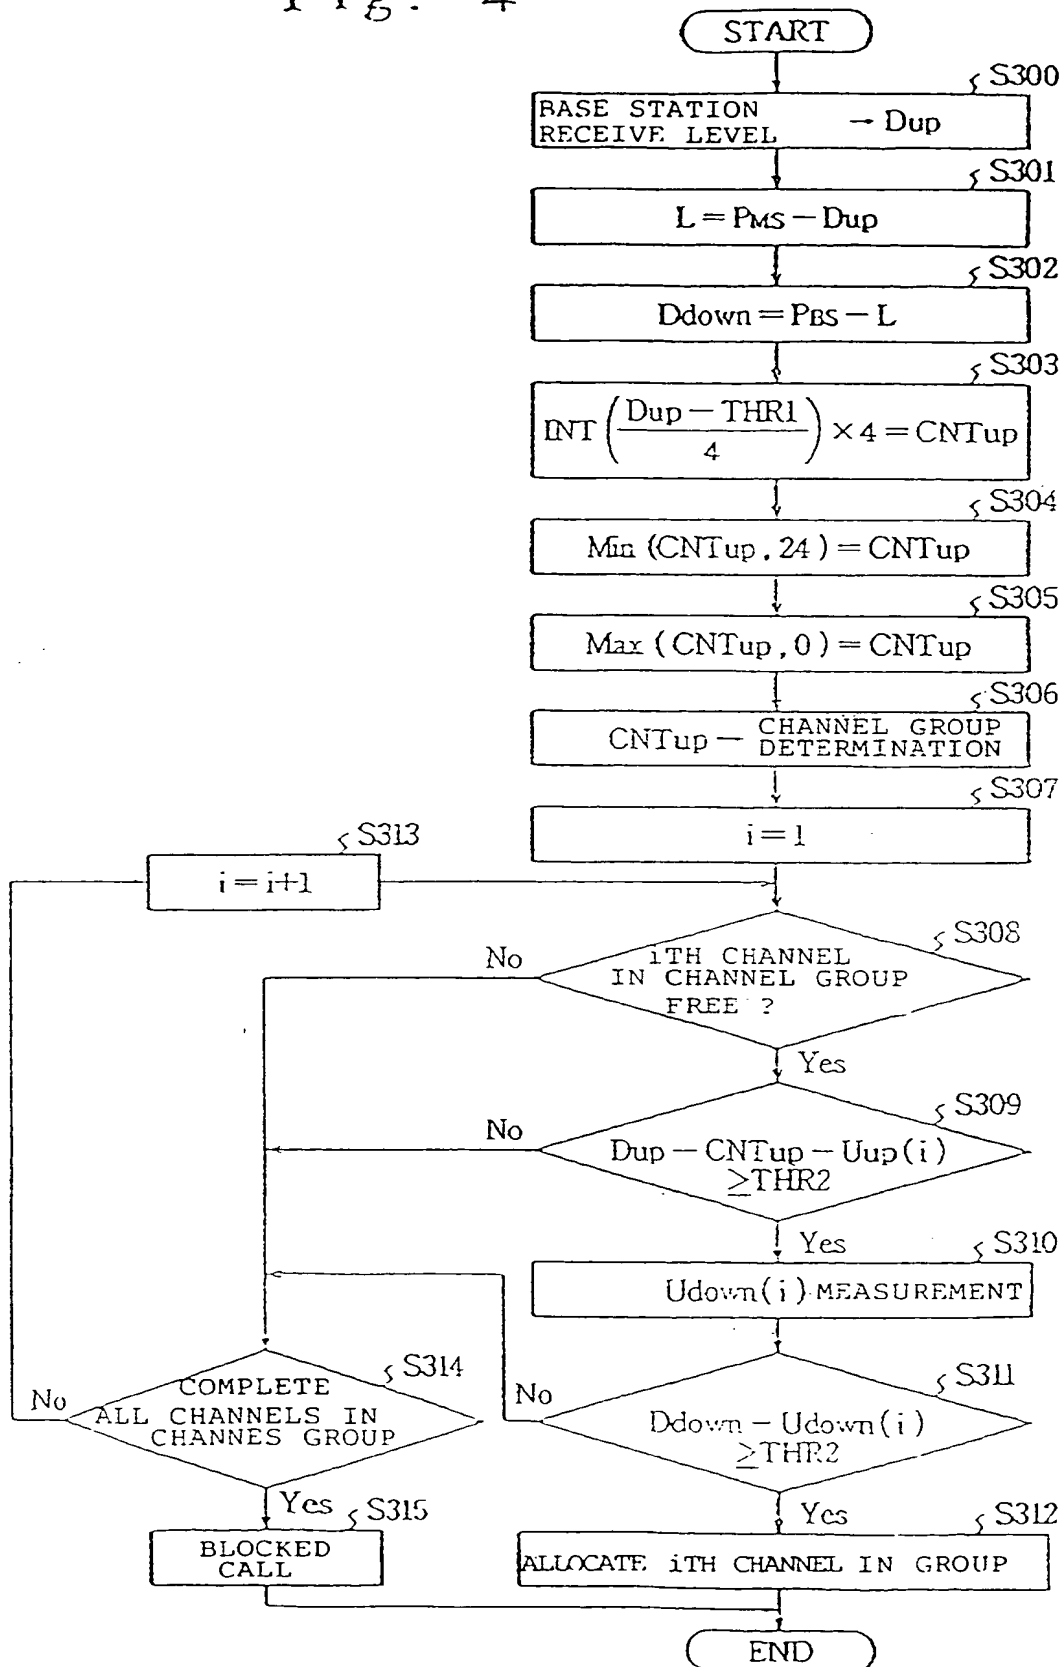 Fig. 4
START
S300
BASE STATION
RECEIVE LEVEL → Dup
S301
L = PMS − Dup
S302
Ddown = PBS − L
S303
INT ( Dup − THR1 / 4 ) × 4 = CNTup
S304
Min (CNTup, 24) = CNTup
S305
Max (CNTup, 0) = CNTup
S306
CNTup — CHANNEL GROUP
DETERMINATION
S307
i = 1
S313
i = i+1
S308
iTH CHANNEL
IN CHANNEL GROUP
FREE ?
No
Yes
S309
Dup − CNTup − Uup(i)
≥THR2
No
Yes
S310
Udown(i) MEASUREMENT
S311
Ddown − Udown(i)
≥THR2
No
Yes
S314
COMPLETE
ALL CHANNELS IN
CHANNES GROUP
No
Yes
S315
BLOCKED
CALL
S312
ALLOCATE iTH CHANNEL IN GROUP
END